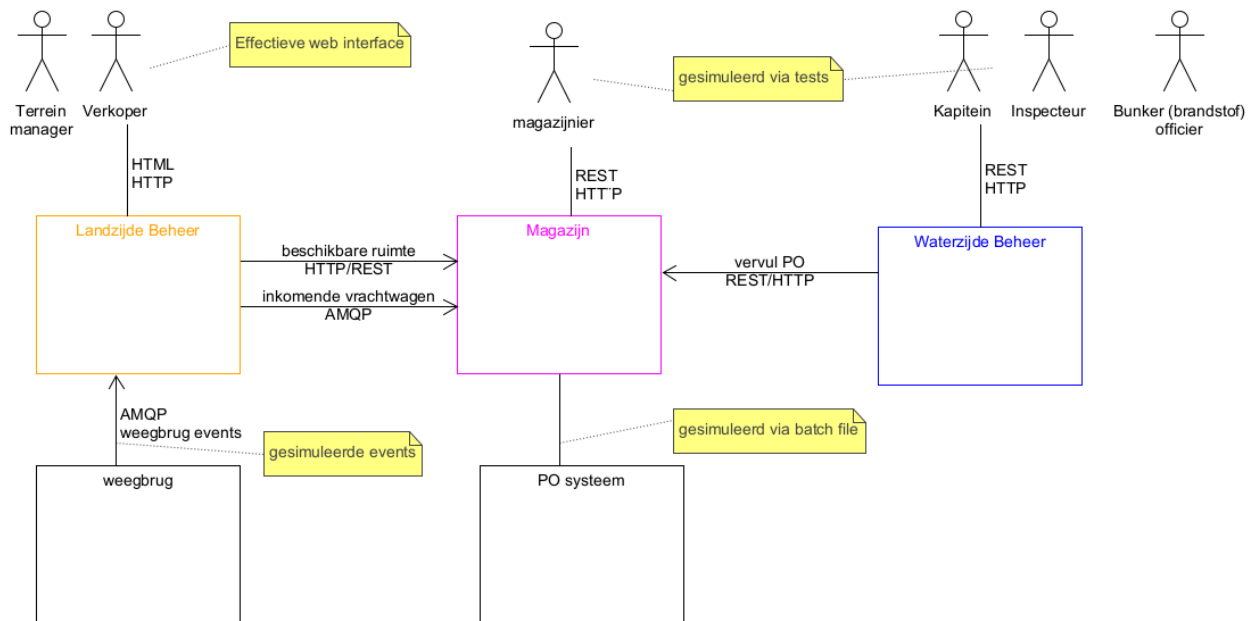 Effectieve web interface
gesimuleerd via tests
Terrein
manager
Verkoper
magazijnier
Kapitein
Inspecteur
Bunker (brandstof)
officier
HTML
HTTP
REST
HTTP
REST
HTTP
Landzijde Beheer
Magazijn
Waterzijde Beheer
beschikbare ruimte
HTTP/REST
inkomende vrachtwagen
AMQP
vervul PO
REST/HTTP
AMQP
weegbrug events
gesimuleerde events
gesimuleerd via batch file
weegbrug
PO systeem